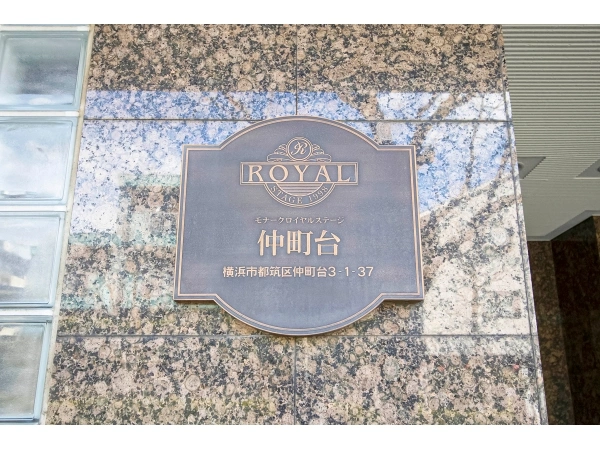 R
ROYAL
STAGE 1998
モナークロイヤルステージ
仲町台
横浜市都筑区仲町台3-1-37